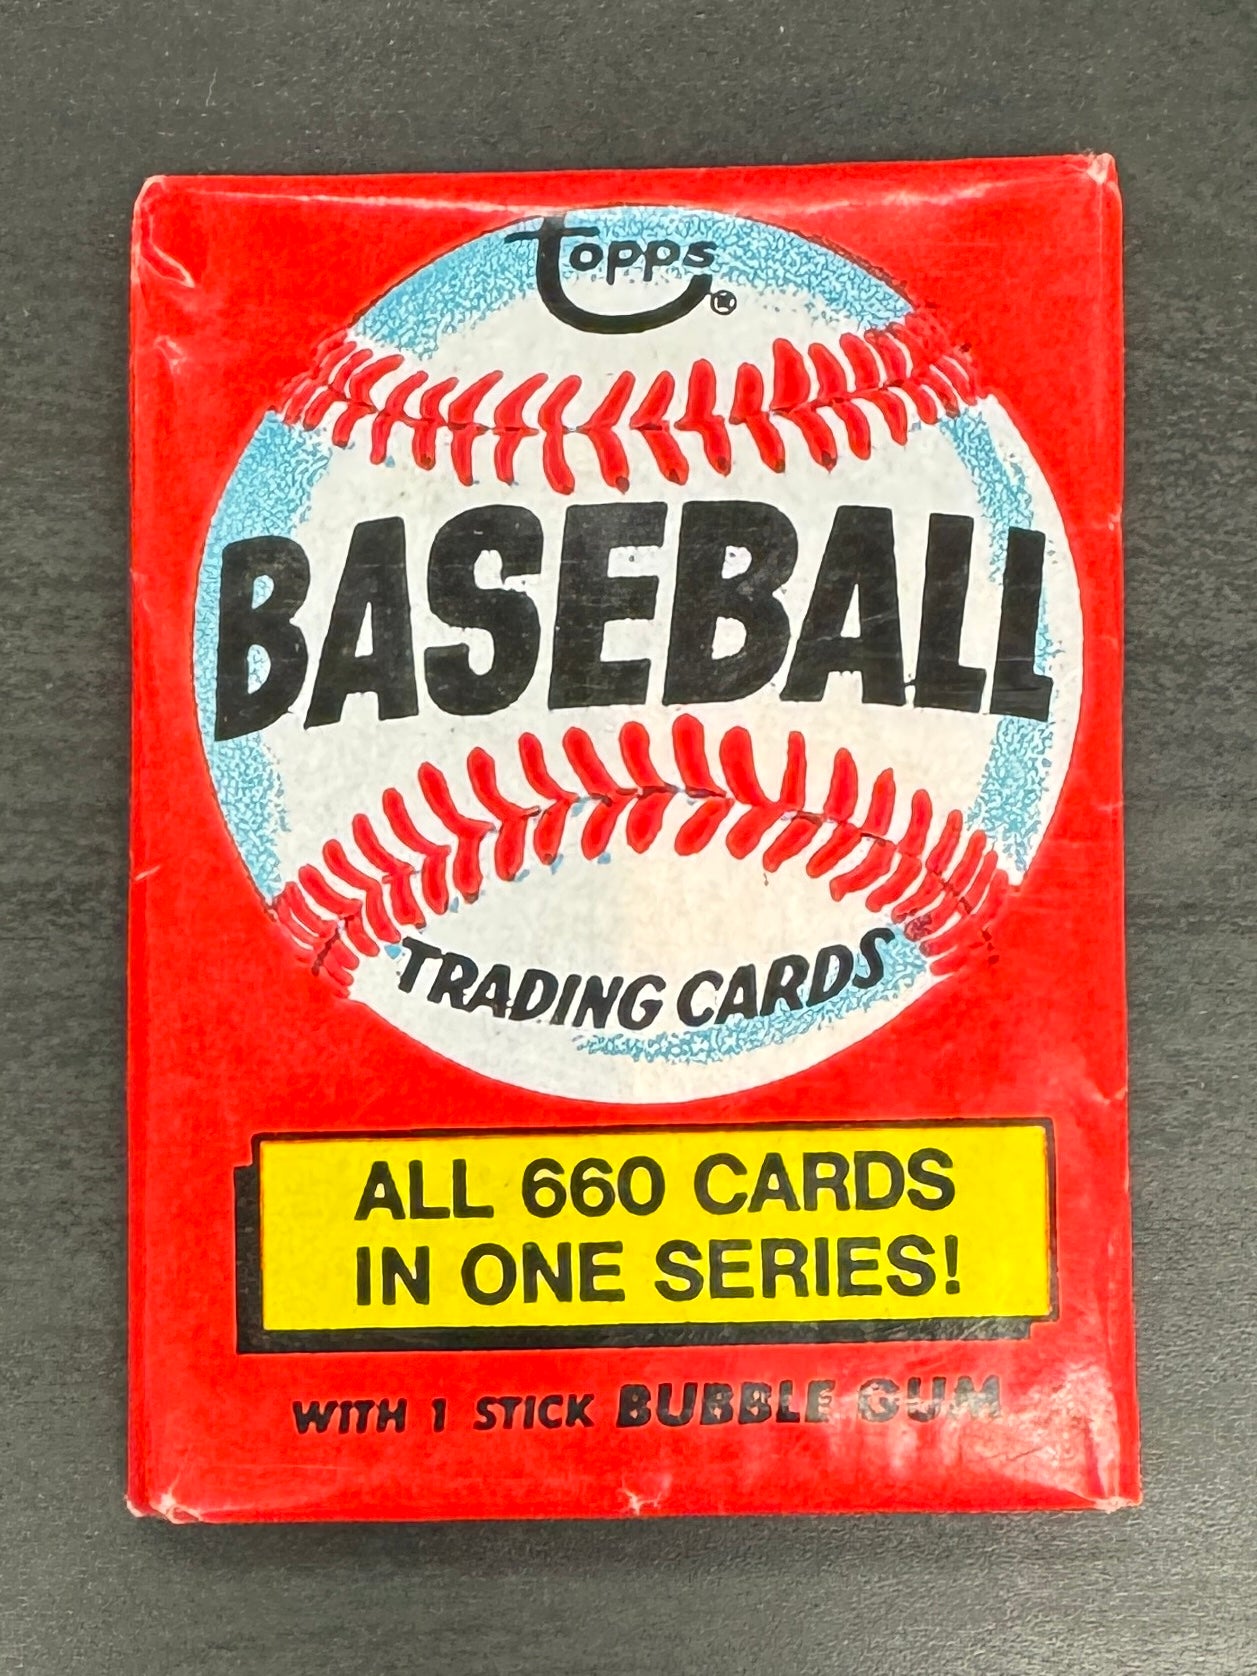 Topps®
BASEBALL
TRADING CARDS
ALL 660 CARDS
IN ONE SERIES!
WITH 1 STICK BUBBLE GUM